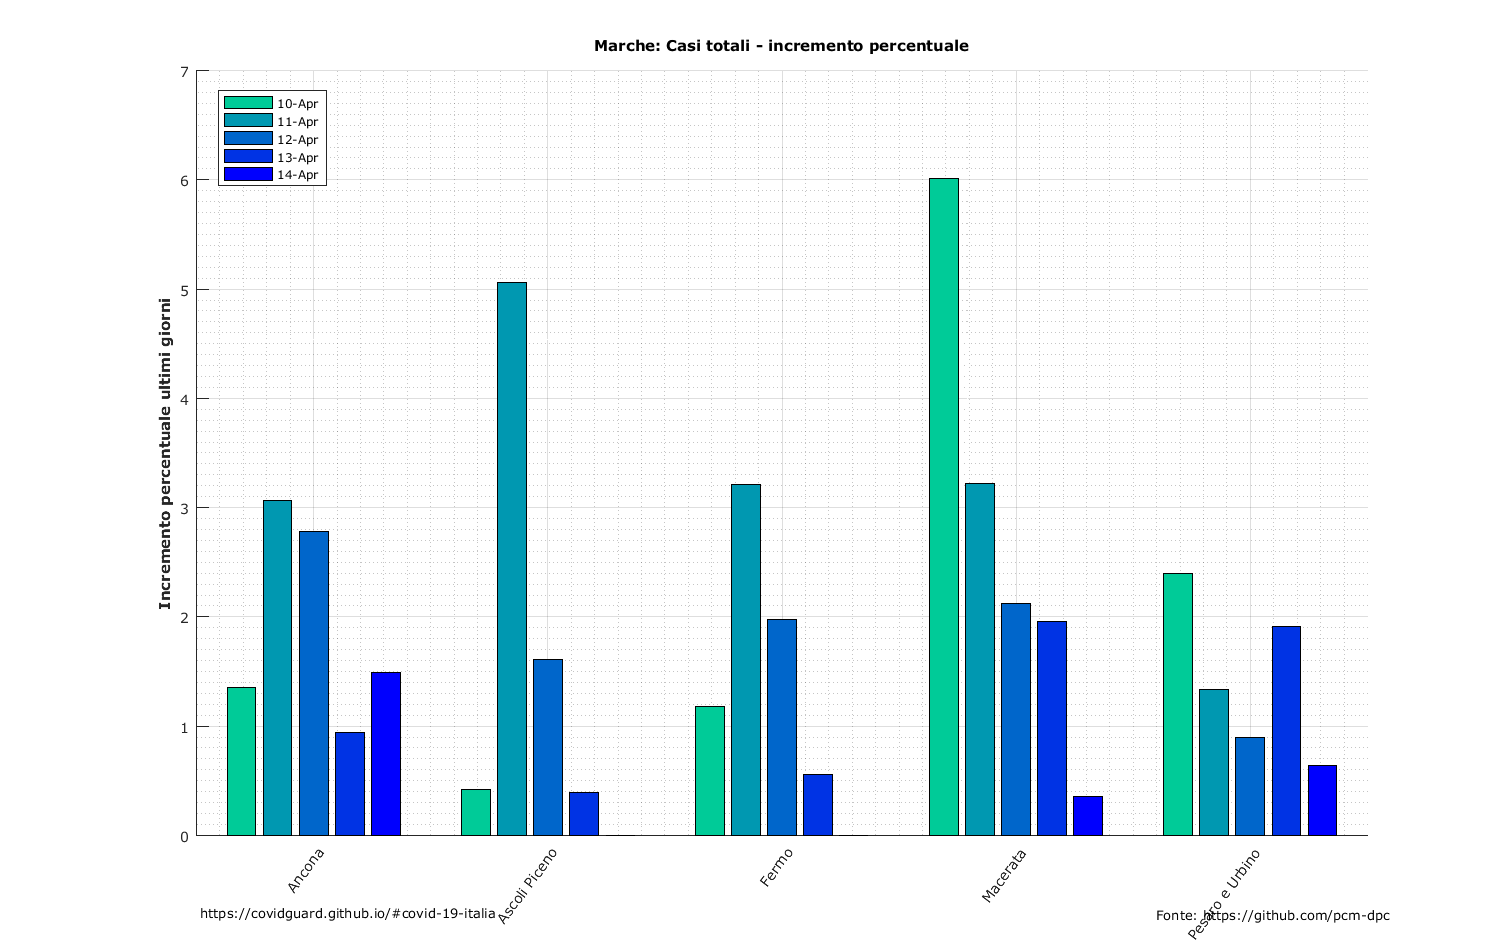 Marche: Casi totali - incremento percentuale
7
6
5
4
3
2
1
0
Incremento percentuale ultimi giorni
10-Apr
11-Apr
12-Apr
13-Apr
14-Apr
Ancona
Ascoli Piceno
Fermo
Macerata
Pesaro e Urbino
https://covidguard.github.io/#covid-19-italia
Fonte: https://github.com/pcm-dpc